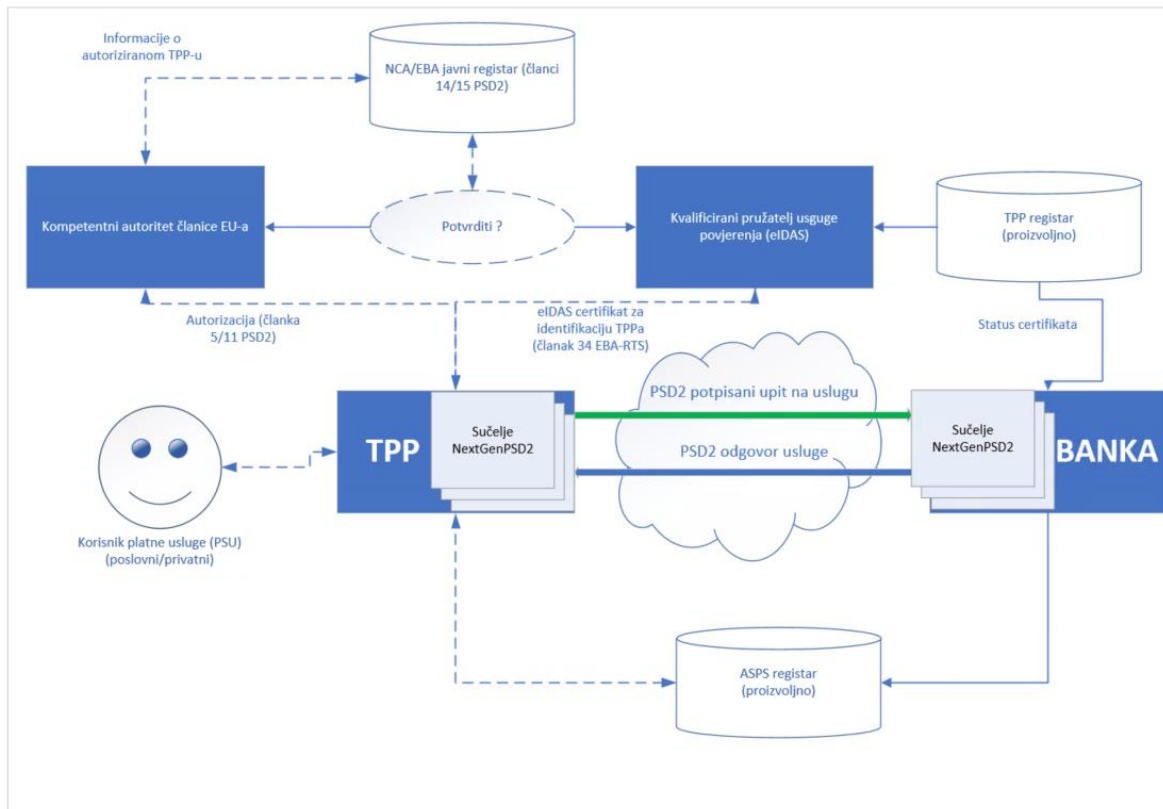 Informacije o
autoriziranom TPP-u
NCA/EBA javni registar (članci
14/15 PSD2)
Kompetentni autoritet članice EU-a
Potvrditi ?
Kvalificirani pružatelj usguge
povjerenja (eIDAS)
TPP registar
(proizvoljno)
Autorizacija (članka
5/11 PSD2)
eIDAS certifikat za
identifikaciju TPPa
(članak 34 EBA-RTS)
Status certifikata
PSD2 potpisani upit na uslugu
PSD2 odgovor usluge
TPP
Sučelje
NextGenPSD2
Sučelje
NextGenPSD2
BANKA
Korisnik platne usluge (PSU)
(poslovni/privatni)
ASPS registar
(proizvoljno)